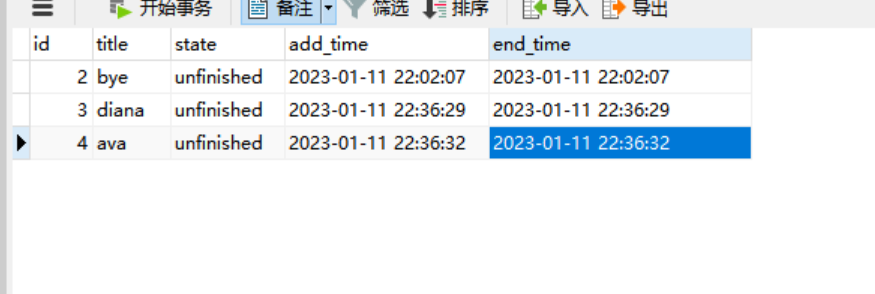 开始事务 备注 筛选 排序 导入 导出
id title state add_time end_time
2 bye unfinished 2023-01-11 22:02:07 2023-01-11 22:02:07
3 diana unfinished 2023-01-11 22:36:29 2023-01-11 22:36:29
4 ava unfinished 2023-01-11 22:36:32 2023-01-11 22:36:32